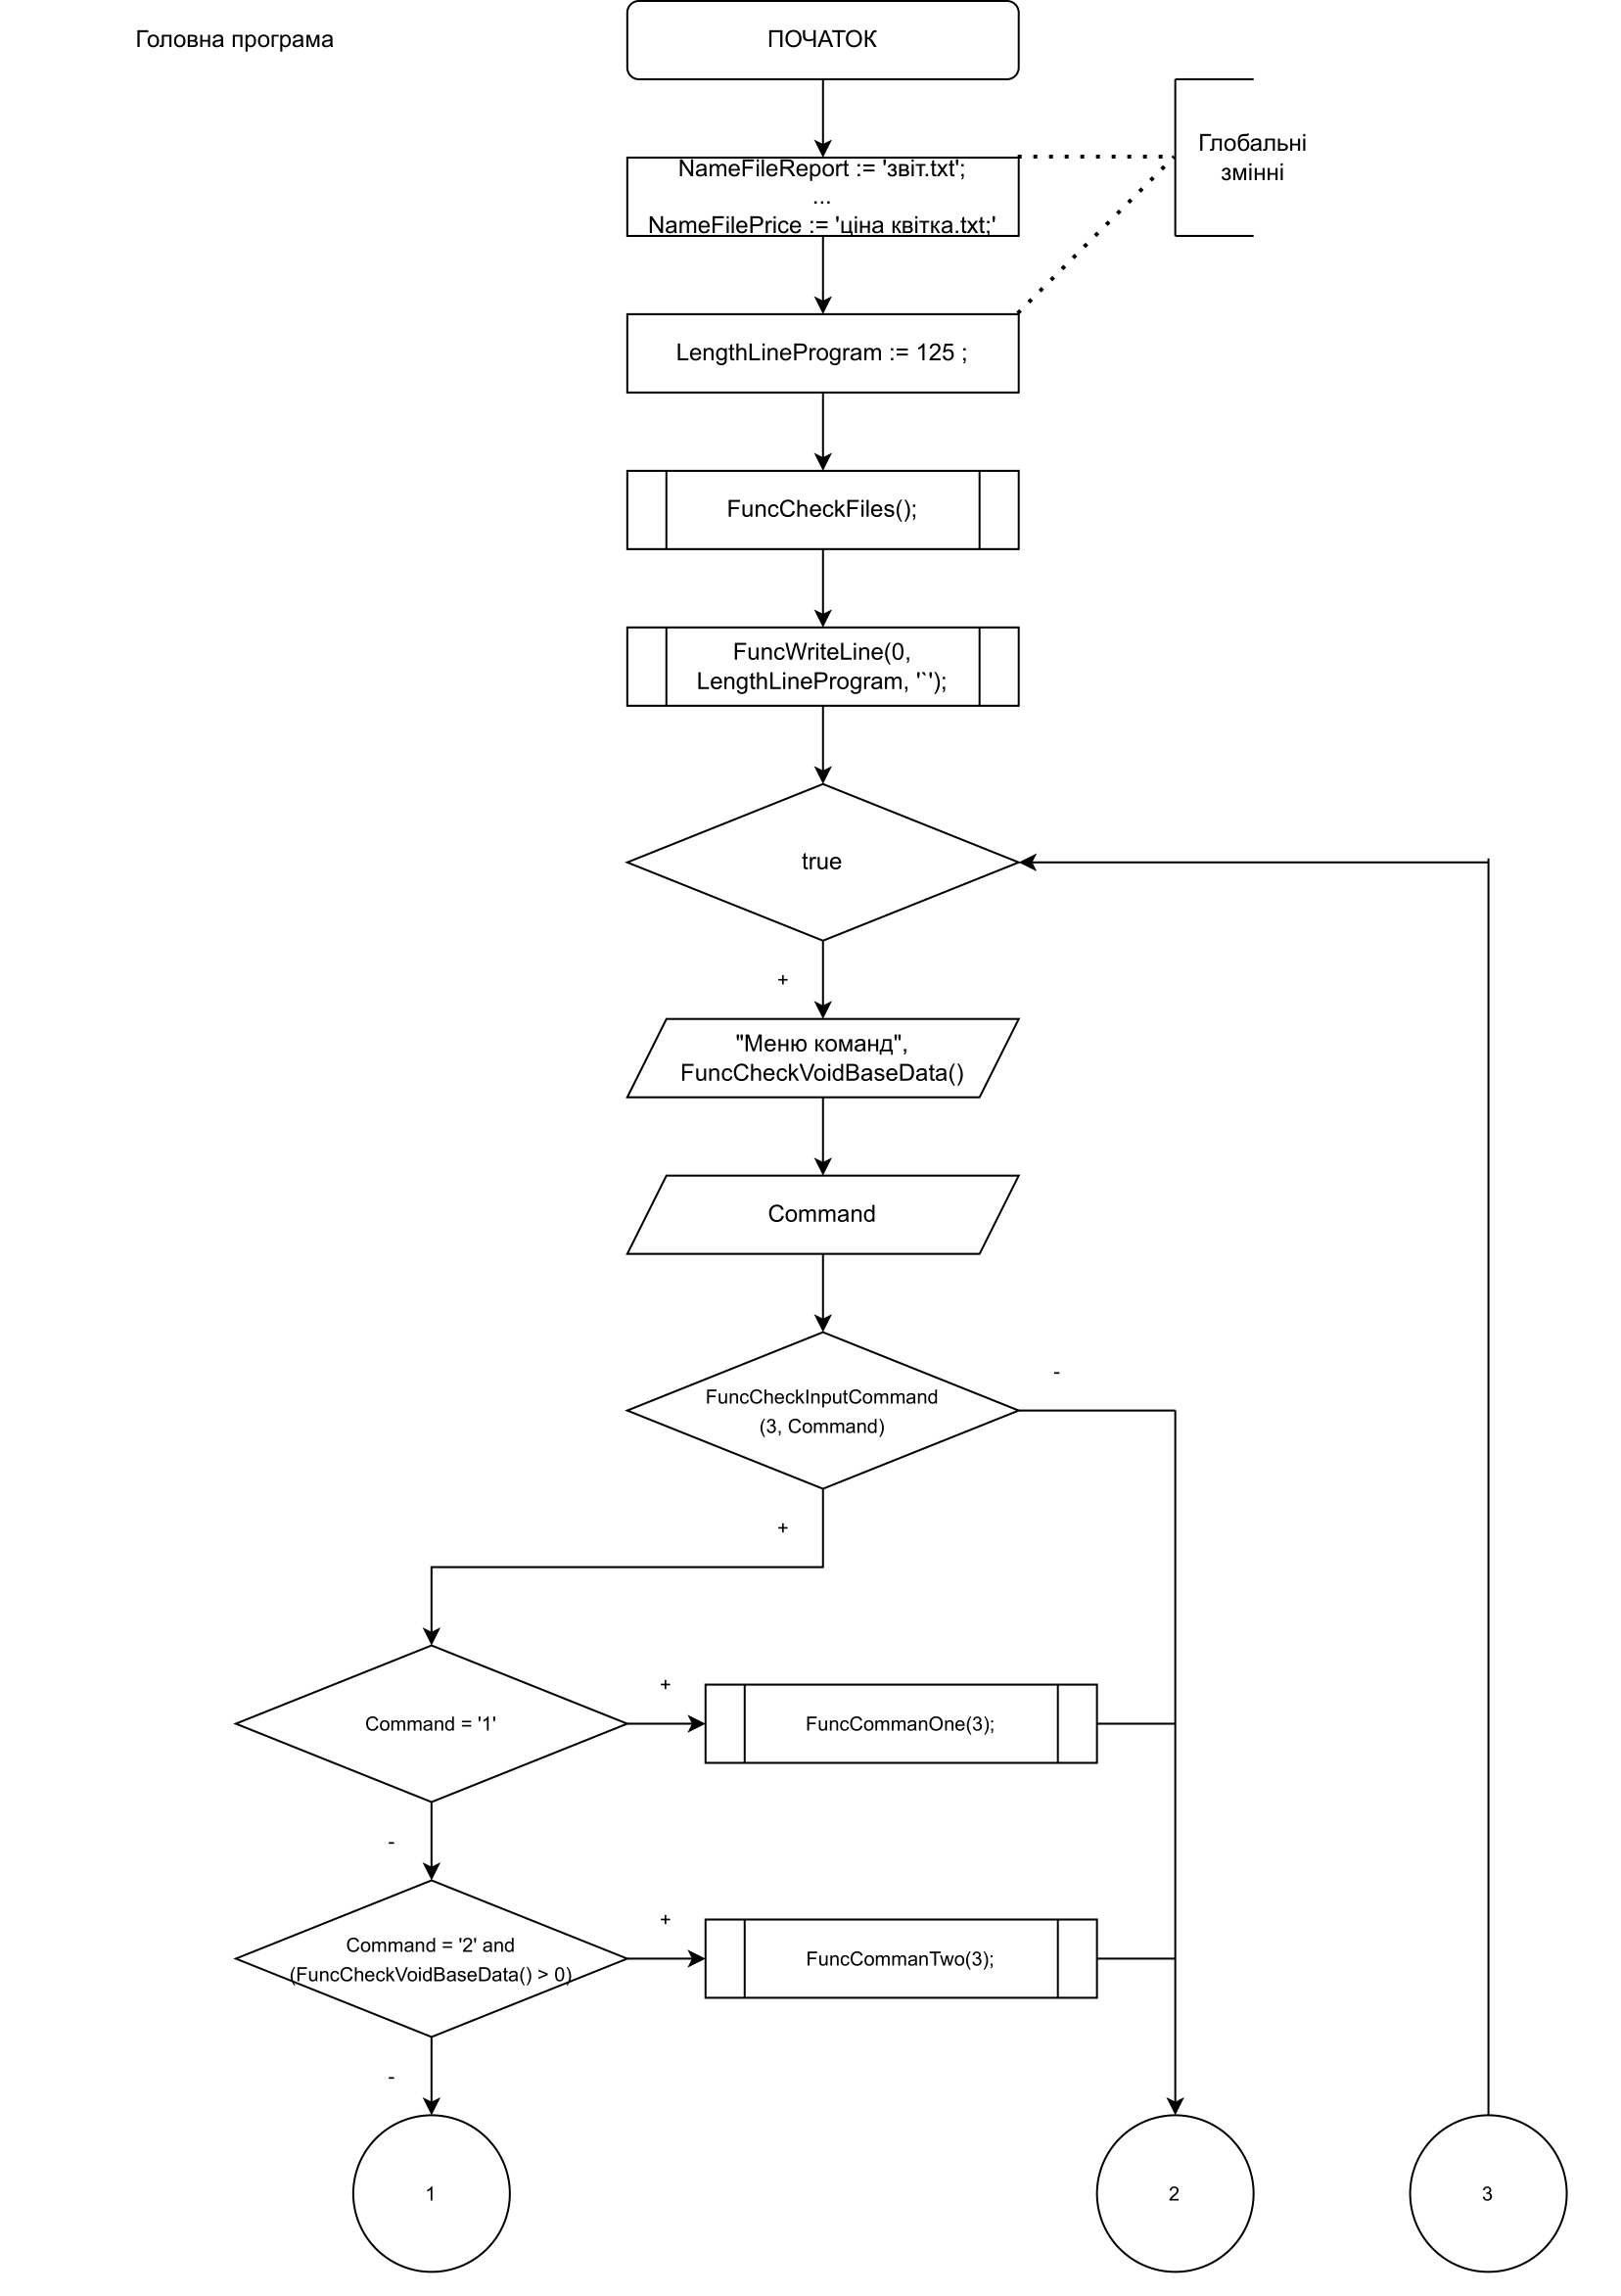 Головна програма
ПОЧАТОК
Глобальні
змінні
NameFileReport := 'звіт.txt';
...
NameFilePrice := 'ціна квітка.txt;'
LengthLineProgram := 125 ;
FuncCheckFiles();
FuncWriteLine(0,
LengthLineProgram, '`');
true
+
"Меню команд",
FuncCheckVoidBaseData()
Command
-
FuncCheckInputCommand
(3, Command)
+
+
Command = '1'
FuncCommanOne(3);
-
+
Command = '2' and
(FuncCheckVoidBaseData() > 0)
FuncCommanTwo(3);
-
1
2
3